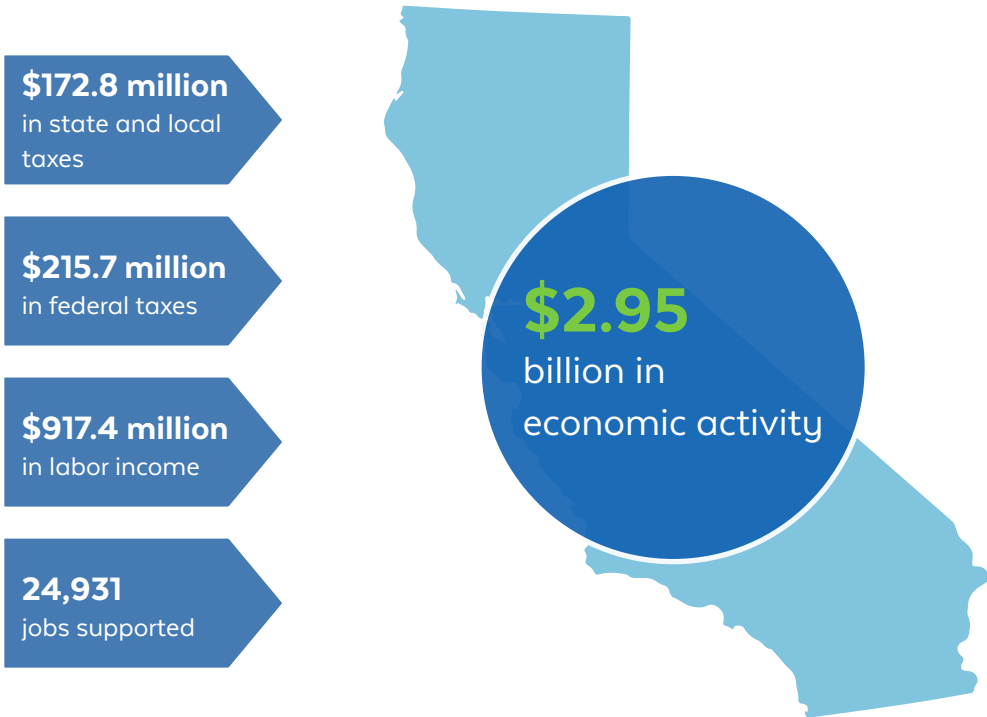 $172.8 million
in state and local
taxes
$215.7 million
in federal taxes
$917.4 million
in labor income
24,931
jobs supported
$2.95
billion in
economic activity